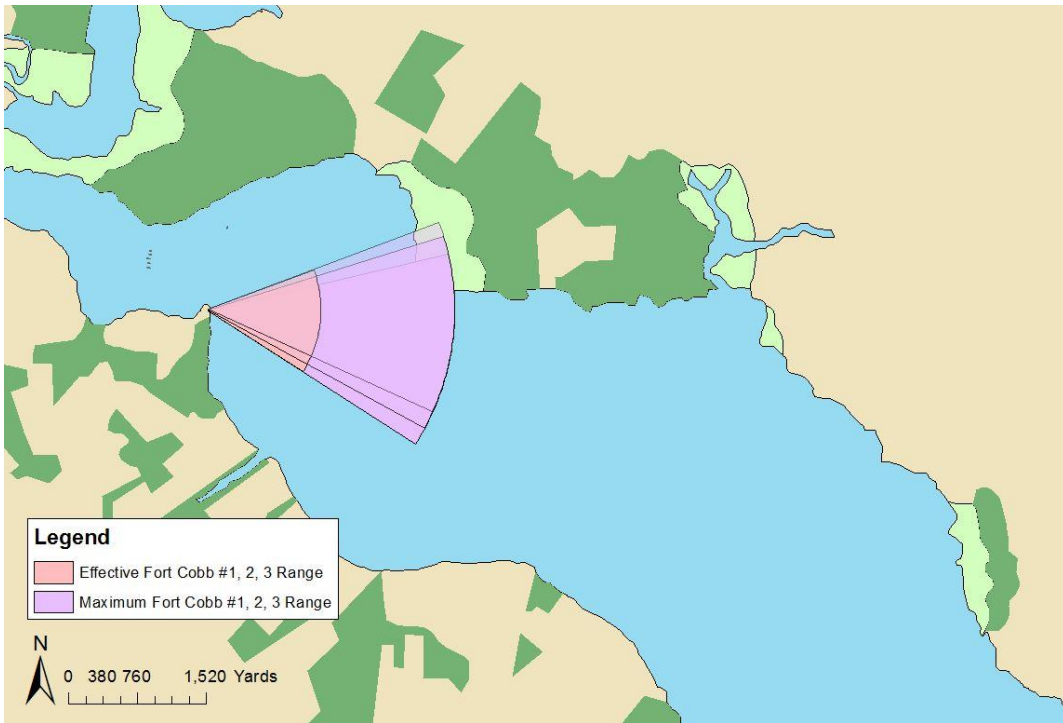 Legend
Effective Fort Cobb #1, 2, 3 Range
Maximum Fort Cobb #1, 2, 3 Range
N
0 380 760 1,520 Yards